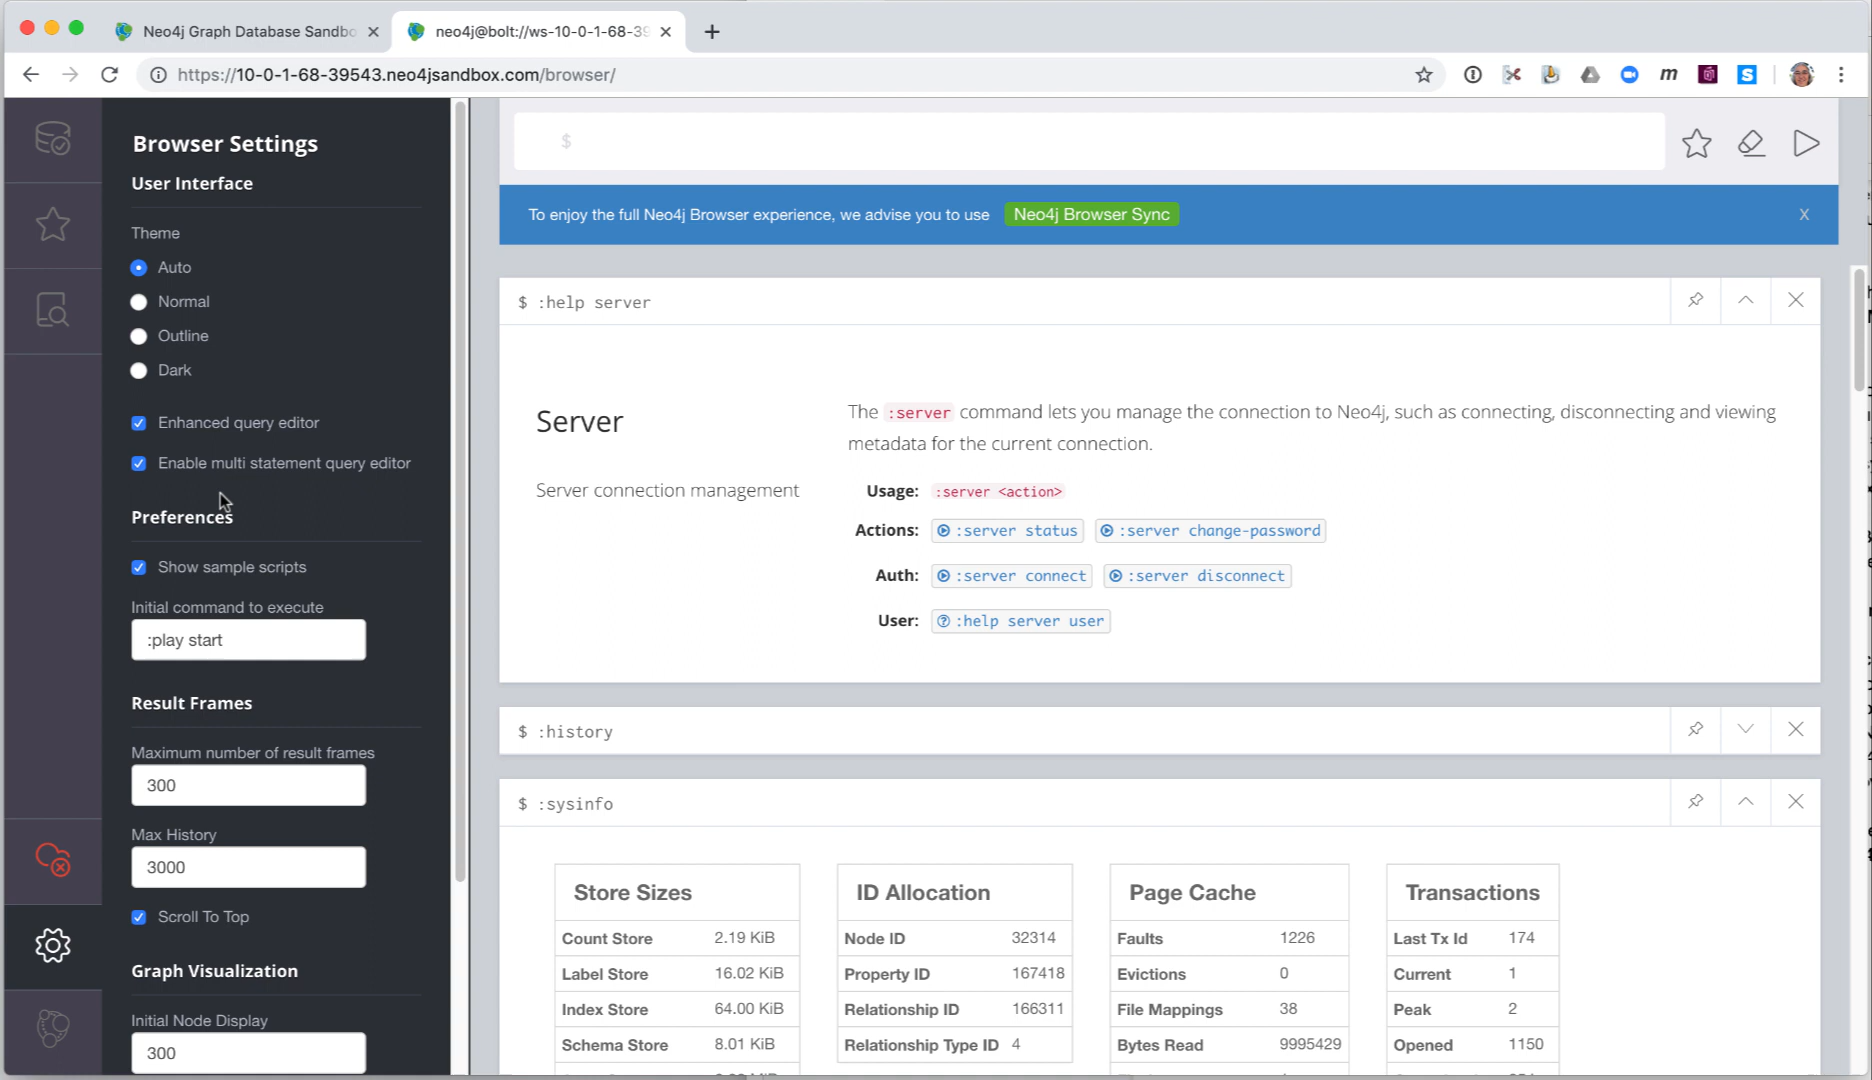 Neo4j Graph Database Sandbo
neo4j@bolt://ws-10-0-1-68-39
https://10-0-1-68-39543.neo4jsandbox.com/browser/
Browser Settings
User Interface
Theme
Auto
Normal
Outline
Dark
Enhanced query editor
Enable multi statement query editor
Preferences
Show sample scripts
Initial command to execute
:play start
Result Frames
Maximum number of result frames
300
Max History
3000
Scroll To Top
Graph Visualization
Initial Node Display
300
$
To enjoy the full Neo4j Browser experience, we advise you to use Neo4j Browser Sync X
$ :help server
Server
Server connection management
The :server command lets you manage the connection to Neo4j, such as connecting, disconnecting and viewing
metadata for the current connection.
Usage: :server <action>
Actions: :server status :server change-password
Auth: :server connect :server disconnect
User: :help server user
$ :history
$ :sysinfo
Store Sizes
Count Store 2.19 KiB
Label Store 16.02 KiB
Index Store 64.00 KiB
Schema Store 8.01 KiB
ID Allocation
Node ID 32314
Property ID 167418
Relationship ID 166311
Relationship Type ID 4
Page Cache
Faults 1226
Evictions 0
File Mappings 38
Bytes Read 9995429
Transactions
Last Tx Id 174
Current 1
Peak 2
Opened 1150